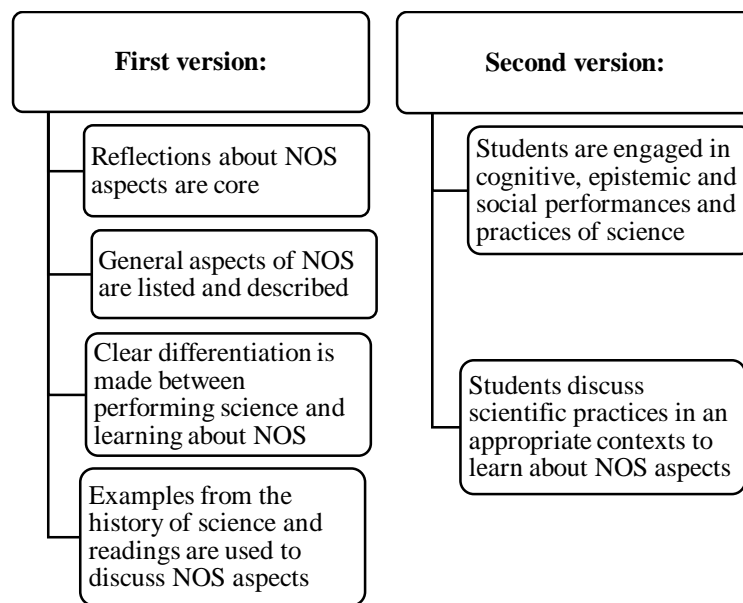 First version:
Reflections about NOS
aspects are core
General aspects of NOS
are listed and described
Clear differentiation is
made between
performing science and
learning about NOS
Examples from the
history of science and
readings are used to
discuss NOS aspects
Second version:
Students are engaged in
cognitive, epistemic and
social performances and
practices of science
Students discuss
scientific practices in an
appropriate contexts to
learn about NOS aspects